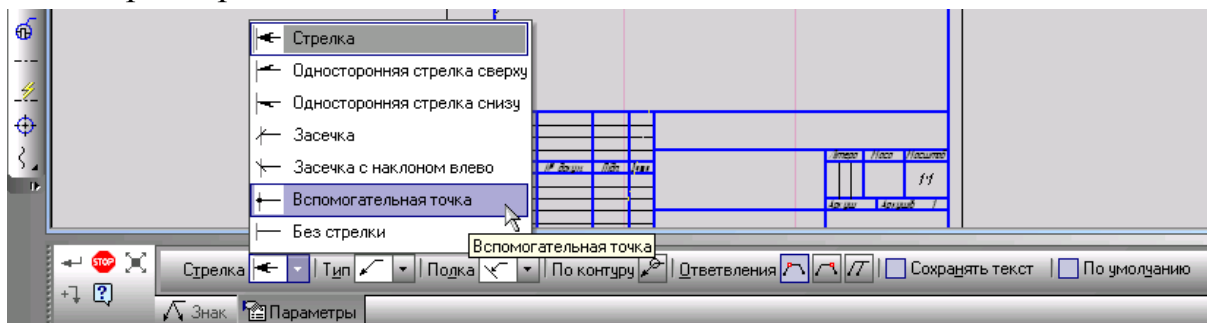 Стрелка
Односторонняя стрелка сверху
Односторонняя стрелка снизу
Засечка
Засечка с наклоном влево
Вспомогательная точка
Без стрелки
Вспомогательная точка
1:1
STOP Стрелка Тип Полка По контуру Ответвления Сохранять текст По умолчанию
Знак Параметры